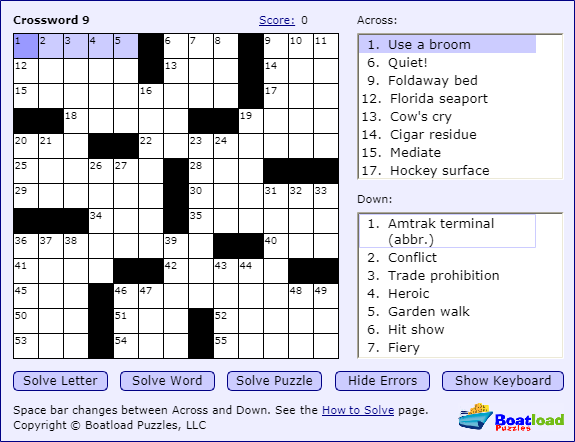 Crossword 9 Score: 0 Across:
1 2 3 4 5 6 7 8 9 10 11
12 13 14
15 16 17
18 19
20 21 22 23 24
25 26 27 28
29 30 31 32 33
34 35
36 37 38 39 40
41 42 43 44
45 46 47 48 49
50 51 52
53 54 55
1. Use a broom
6. Quiet!
9. Foldaway bed
12. Florida seaport
13. Cow's cry
14. Cigar residue
15. Mediate
17. Hockey surface
Down:
1. Amtrak terminal
(abbr.)
2. Conflict
3. Trade prohibition
4. Heroic
5. Garden walk
6. Hit show
7. Fiery
Solve Letter Solve Word Solve Puzzle Hide Errors Show Keyboard
Space bar changes between Across and Down. See the How to Solve page.
Copyright © Boatload Puzzles, LLC
Boatload
Puzzles